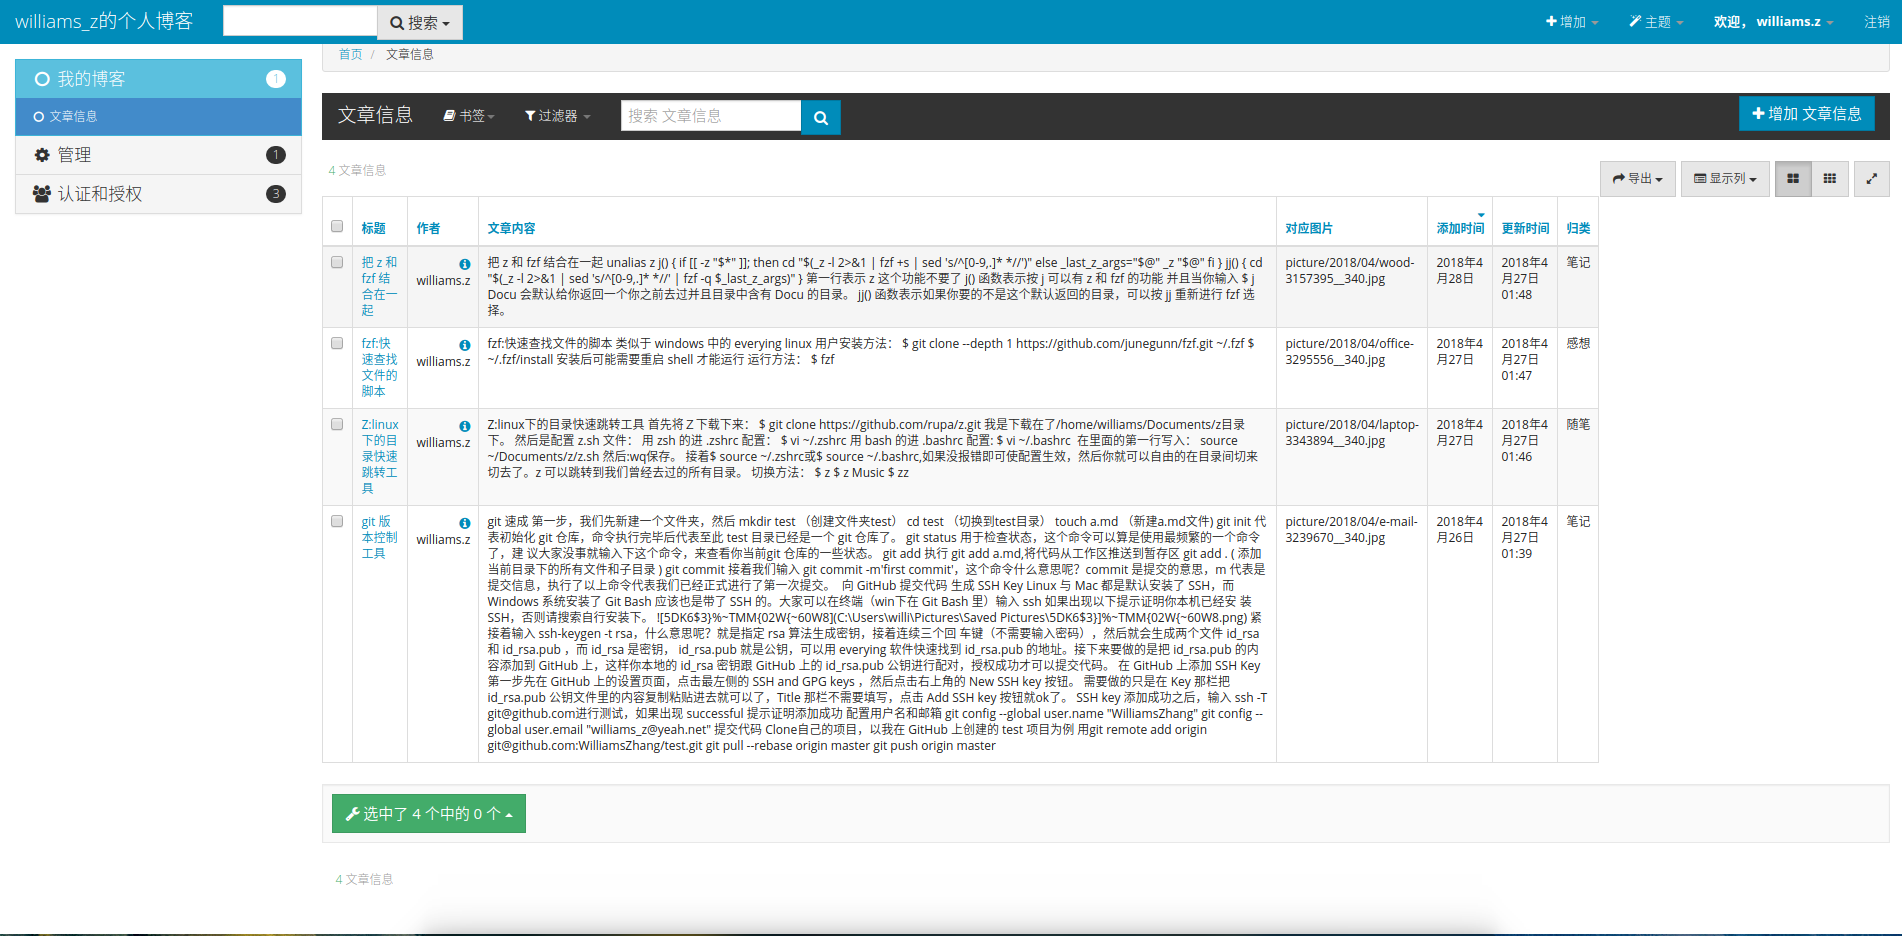 williams_z的个人博客
搜索
增加
主题
欢迎， williams.z
注销
我的博客 1
文章信息
管理 1
认证和授权 3
首页 / 文章信息
文章信息 书签 过滤器 搜索 文章信息 增加 文章信息
4 文章信息
导出 显示列
标题 作者 文章内容 对应图片 添加时间 更新时间 归类
把 z 和
fzf 结
合在一
起
williams.z
把 z 和 fzf 结合在一起 unalias z j() { if [[ -z "$*" ]]; then cd "$(_z -l 2>&1 | fzf +s | sed 's/^[0-9,.]* *//')" else _last_z_args="$@" _z "$@" fi } jj() { cd
"$(_z -l 2>&1 | sed 's/^[0-9,.]* *//' | fzf -q $_last_z_args)" } 第一行表示 z 这个功能不要了 j() 函数表示按 j 可以有 z 和 fzf 的功能 并且当你输入 $ j
Docu 会默认给你返回一个你之前去过并且目录中含有 Docu 的目录。 jj() 函数表示如果你要的不是这个默认返回的目录，可以按 jj 重新进行 fzf 选
择。
picture/2018/04/wood-
3157395__340.jpg
2018年4
月28日
2018年4
月27日
01:48
笔记
fzf:快
速查找
文件的
脚本
williams.z
fzf:快速查找文件的脚本 类似于 windows 中的 everying linux 用户安装方法： $ git clone --depth 1 https://github.com/junegunn/fzf.git ~/.fzf $
~/.fzf/install 安装后可能需要重启 shell 才能运行 运行方法： $ fzf
picture/2018/04/office-
3295556__340.jpg
2018年4
月27日
2018年4
月27日
01:47
感想
Z:linux
下的目
录快速
跳转工
具
williams.z
Z:linux下的目录快速跳转工具 首先将 Z 下载下来： $ git clone https://github.com/rupa/z.git 我是下载在了/home/williams/Documents/z目录
下。 然后是配置 z.sh 文件： 用 zsh 的进 .zshrc 配置： $ vi ~/.zshrc 用 bash 的进 .bashrc 配置: $ vi ~/.bashrc 在里面的第一行写入： source
~/Documents/z/z.sh 然后:wq保存。 接着$ source ~/.zshrc或$ source ~/.bashrc,如果没报错即可使配置生效，然后你就可以自由的在目录间切来
切去了。z 可以跳转到我们曾经去过的所有目录。 切换方法： $ z $ z Music $ zz
picture/2018/04/laptop-
3343894__340.jpg
2018年4
月27日
2018年4
月27日
01:46
随笔
git 版
本控制
工具
williams.z
git 速成 第一步，我们先新建一个文件夹，然后 mkdir test （创建文件夹test） cd test （切换到test目录） touch a.md （新建a.md文件) git init 代
表初始化 git 仓库，命令执行完毕后代表至此 test 目录已经是一个 git 仓库了。 git status 用于检查状态，这个命令可以算是使用最频繁的一个命令
了，建 议大家没事就输入下这个命令，来查看你当前git 仓库的一些状态。 git add 执行 git add a.md,将代码从工作区推送到暂存区 git add . ( 添加
当前目录下的所有文件和子目录 ) git commit 接着我们输入 git commit -m'first commit'，这个命令什么意思呢？commit 是提交的意思，m 代表是
提交信息，执行了以上命令代表我们已经正式进行了第一次提交。 向 GitHub 提交代码 生成 SSH Key Linux 与 Mac 都是默认安装了 SSH，而
Windows 系统安装了 Git Bash 应该也是带了 SSH 的。大家可以在终端（win下在 Git Bash 里）输入 ssh 如果出现以下提示证明你本机已经安 装
SSH，否则请搜索自行安装下。 ![5DK6$3}%~TMM{02W{~60W8](C:\Users\willi\Pictures\Saved Pictures\5DK6$3}]%~TMM{02W{~60W8.png) 紧
接着输入 ssh-keygen -t rsa，什么意思呢？就是指定 rsa 算法生成密钥，接着连续三个回 车键（不需要输入密码），然后就会生成两个文件 id_rsa
和 id_rsa.pub ，而 id_rsa 是密钥， id_rsa.pub 就是公钥，可以用 everying 软件快速找到 id_rsa.pub 的地址。接下来要做的是把 id_rsa.pub 的内
容添加到 GitHub 上，这样你本地的 id_rsa 密钥跟 GitHub 上的 id_rsa.pub 公钥进行配对，授权成功才可以提交代码。 在 GitHub 上添加 SSH Key
第一步先在 GitHub 上的设置页面，点击最左侧的 SSH and GPG keys ，然后点击右上角的 New SSH key 按钮。 需要做的只是在 Key 那栏把
id_rsa.pub 公钥文件里的内容复制粘贴进去就可以了，Title 那栏不需要填写，点击 Add SSH key 按钮就ok了。 SSH key 添加成功之后，输入 ssh -T
git@github.com进行测试，如果出现 successful 提示证明添加成功 配置用户名和邮箱 git config --global user.name "WilliamsZhang" git config --
global user.email "williams_z@yeah.net" 提交代码 Clone自己的项目，以我在 GitHub 上创建的 test 项目为例 用git remote add origin
git@github.com:WilliamsZhang/test.git git pull --rebase origin master git push origin master
picture/2018/04/e-mail-
3239670__340.jpg
2018年4
月26日
2018年4
月27日
01:39
笔记
选中了 4 个中的 0 个
4 文章信息